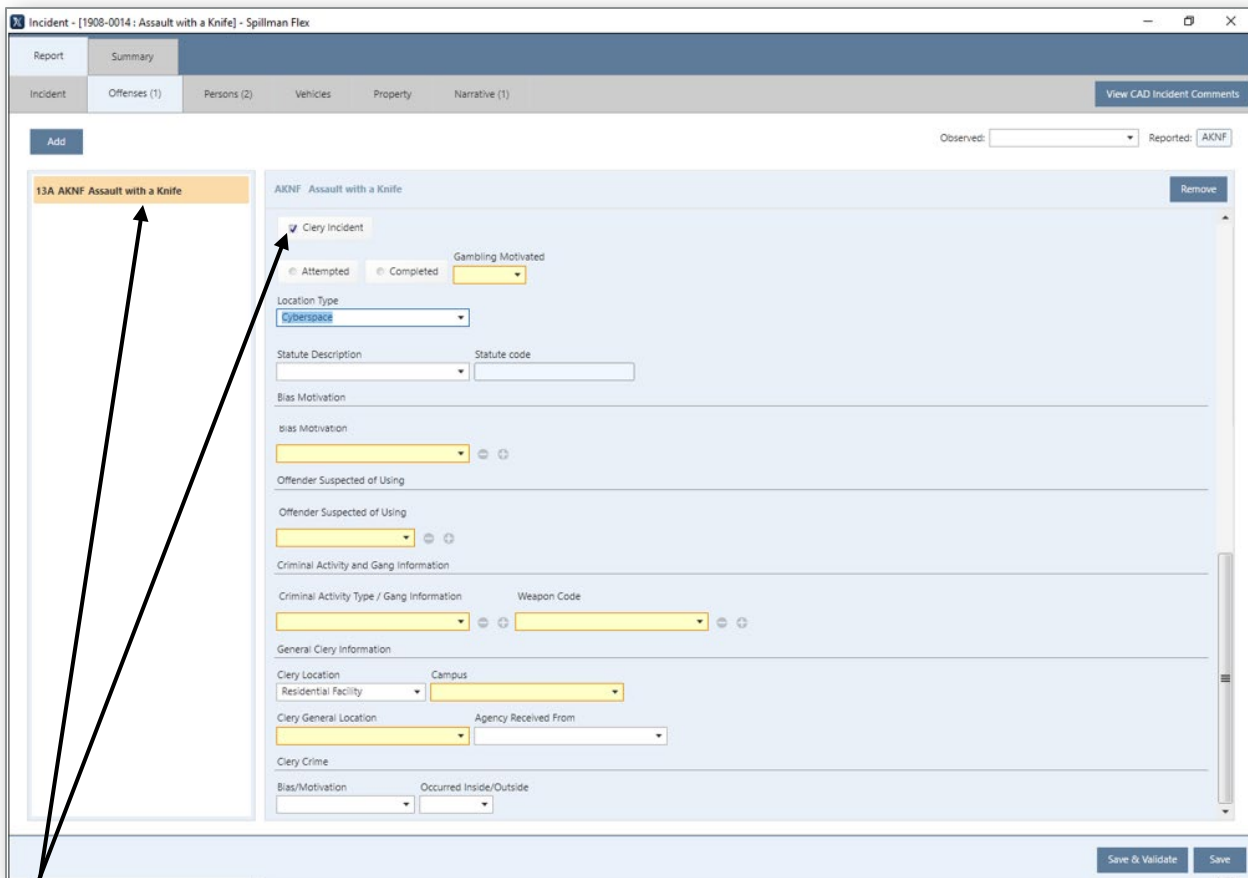 Incident - [1908-0014 : Assault with a Knife] - Spillman Flex
Report Summary
Incident Offenses (1) Persons (2) Vehicles Property Narrative (1) View CAD Incident Comments
Add Observed: Reported: AKNF
13A AKNF Assault with a Knife
AKNF Assault with a Knife Remove
Clery Incident
Gambling Motivated
Attempted Completed
Location Type
Cyberspace
Statute Description Statute code
Bias Motivation
Bias Motivation
Offender Suspected of Using
Offender Suspected of Using
Criminal Activity and Gang Information
Criminal Activity Type / Gang Information Weapon Code
General Clery Information
Clery Location Campus
Residential Facility
Clery General Location Agency Received From
Clery Crime
Bias/Motivation Occurred Inside/Outside
Save & Validate Save